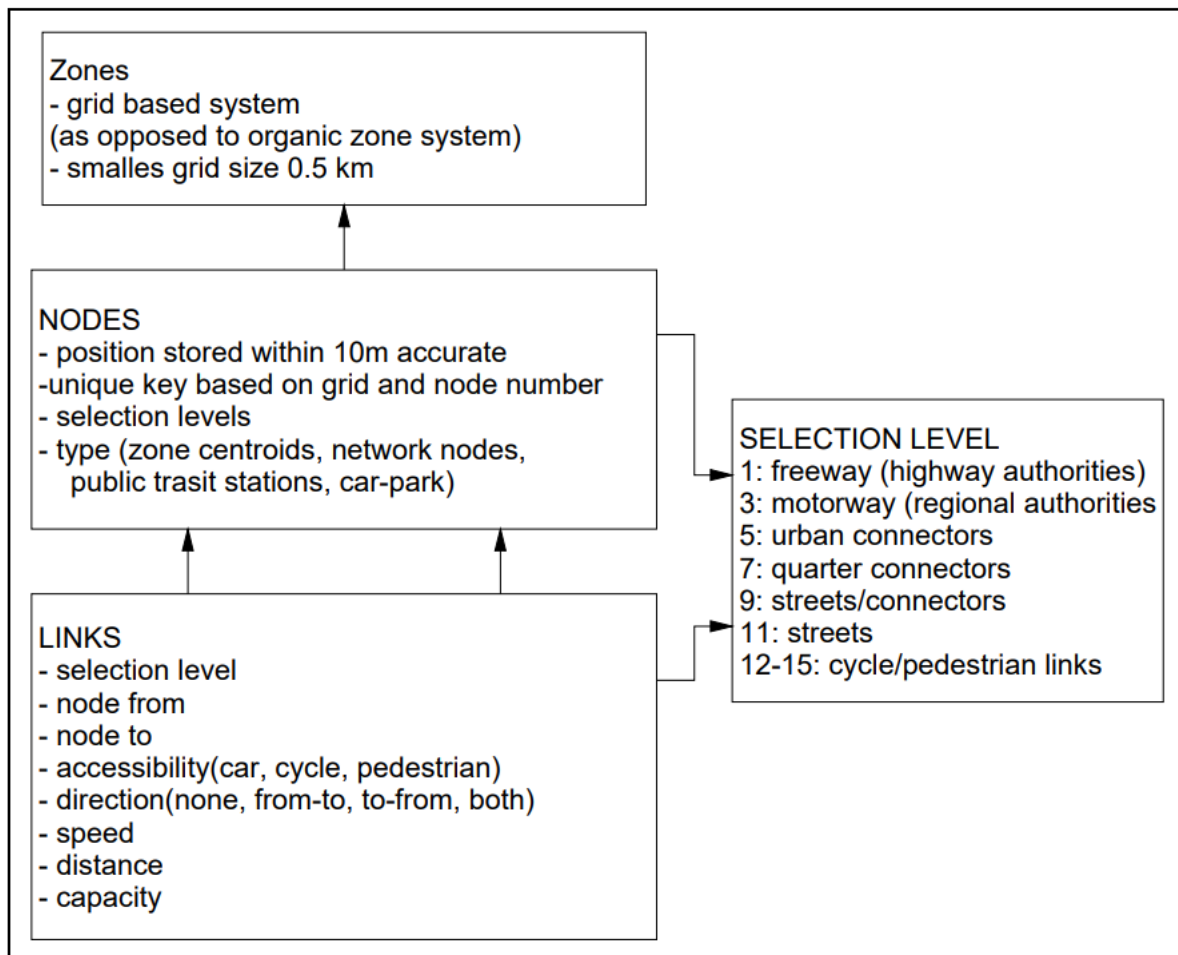 Zones
- grid based system
(as opposed to organic zone system)
- smalles grid size 0.5 km
NODES
- position stored within 10m accurate
-unique key based on grid and node number
- selection levels
- type (zone centroids, network nodes,
public trasit stations, car-park)
SELECTION LEVEL
1: freeway (highway authorities)
3: motorway (regional authorities
5: urban connectors
7: quarter connectors
9: streets/connectors
11: streets
12-15: cycle/pedestrian links
LINKS
- selection level
- node from
- node to
- accessibility(car, cycle, pedestrian)
- direction(none, from-to, to-from, both)
- speed
- distance
- capacity